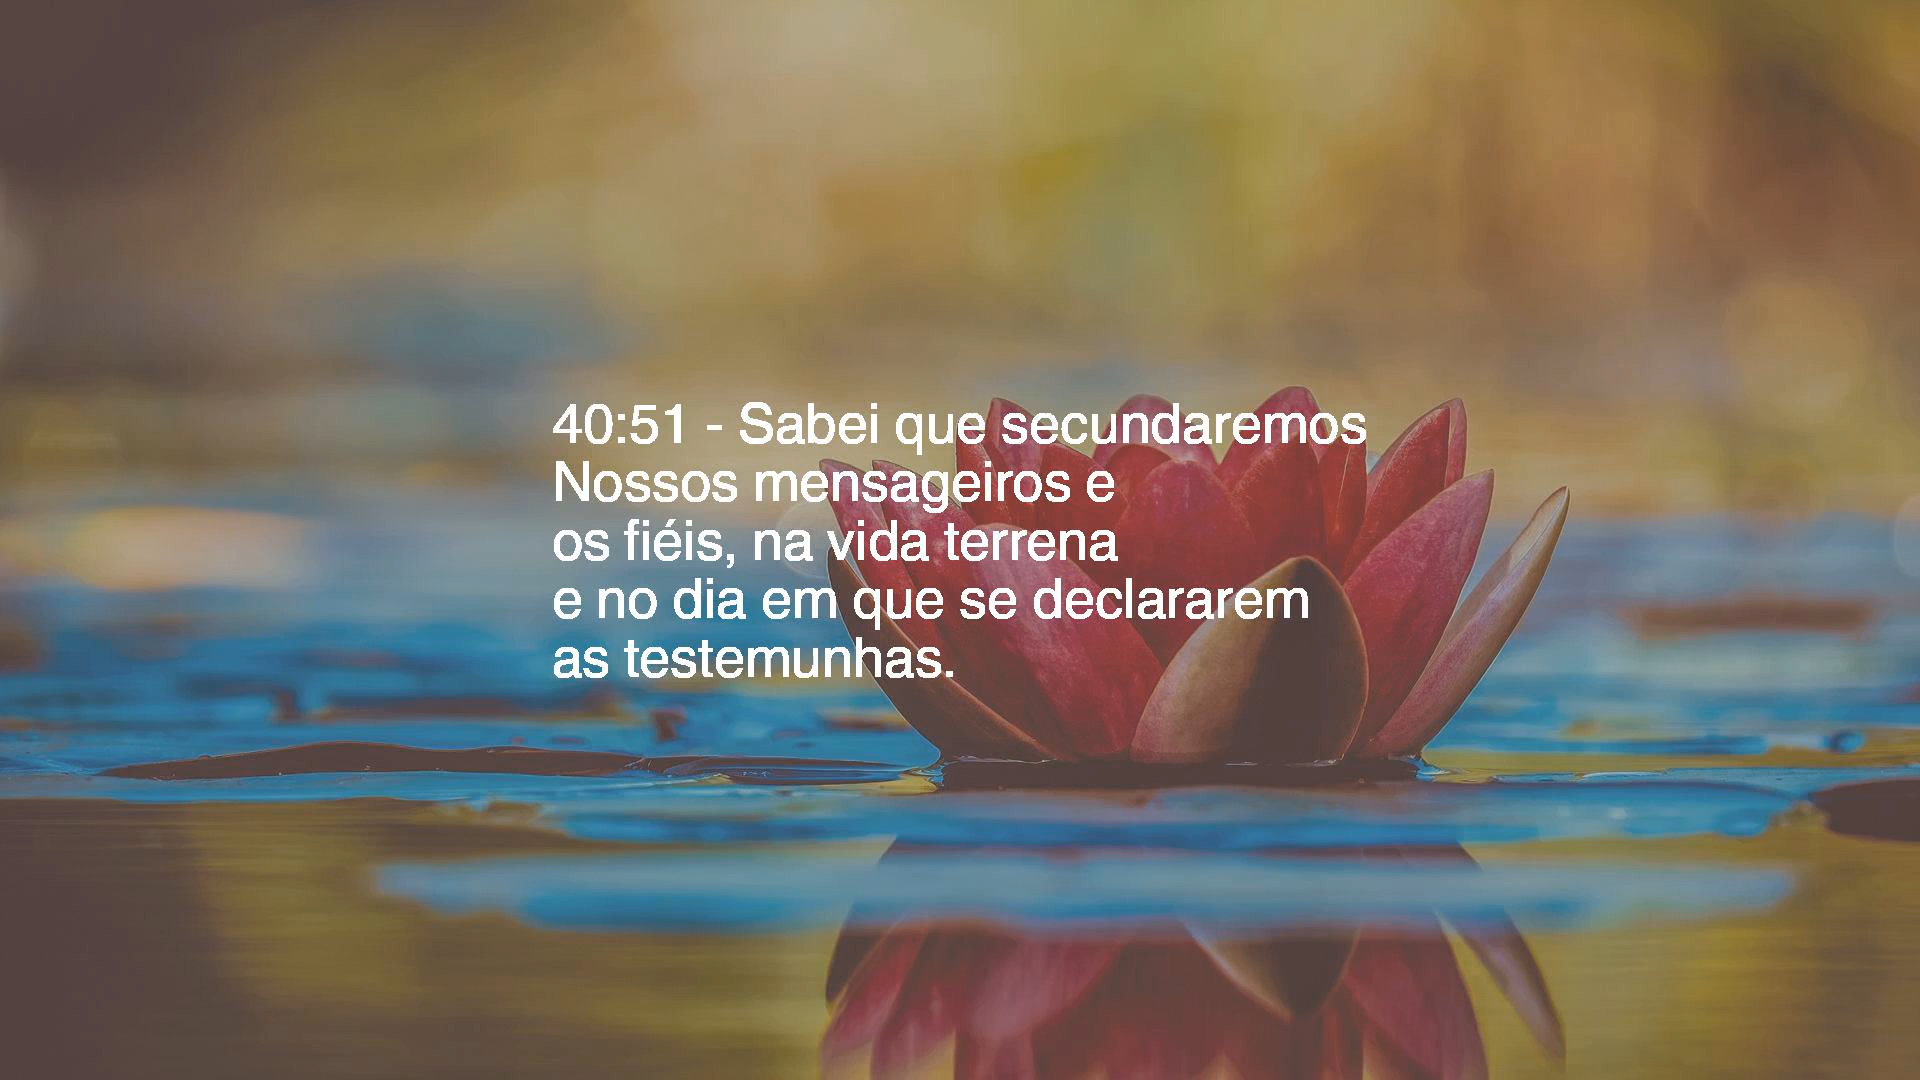 40:51 - Sabei que secundaremos
Nossos mensageiros e
os fiéis, na vida terrena
e no dia em que se declararem
as testemunhas.